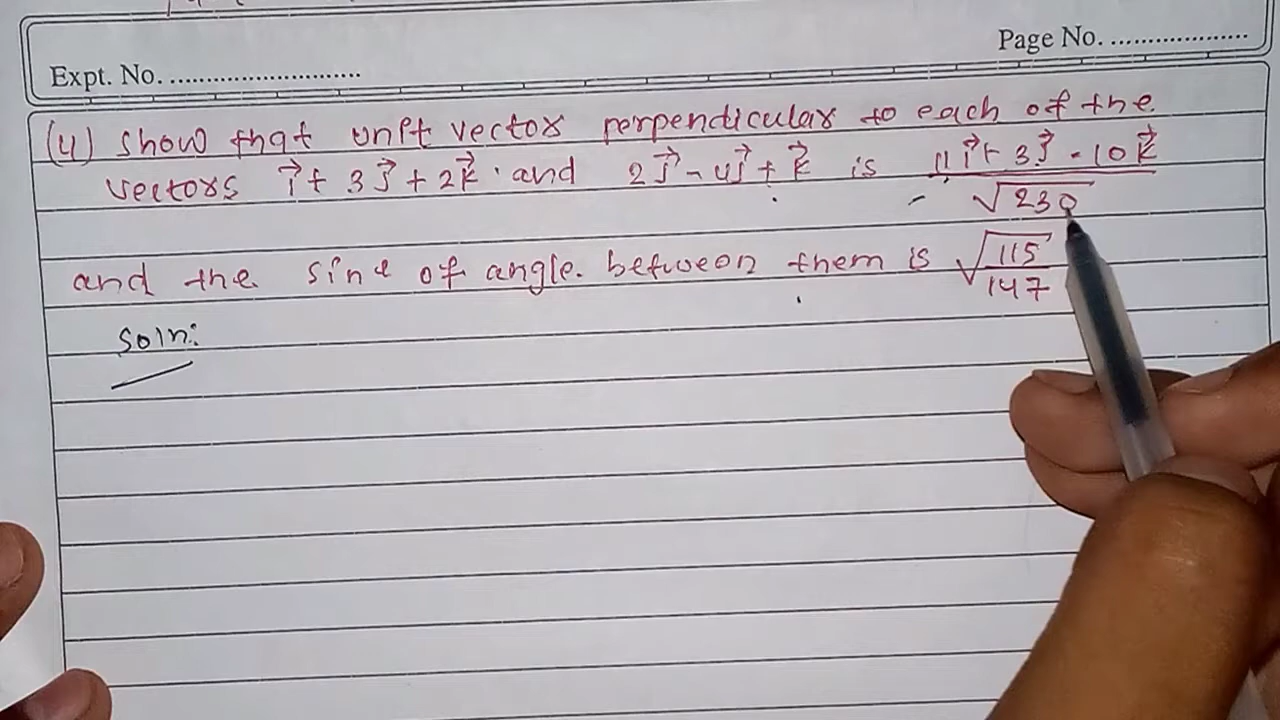 Page No. ...................
Expt. No. ..........................
(4) Show that unit vector perpendicular to each of the
vectors i⃗ + 3j⃗ + 2k⃗ and 2j⃗ - 4j⃗ + k⃗ is (11i⃗ + 3j⃗ - 10k⃗)/√230
and the sine of angle. between them is √(115/147)
Soln: